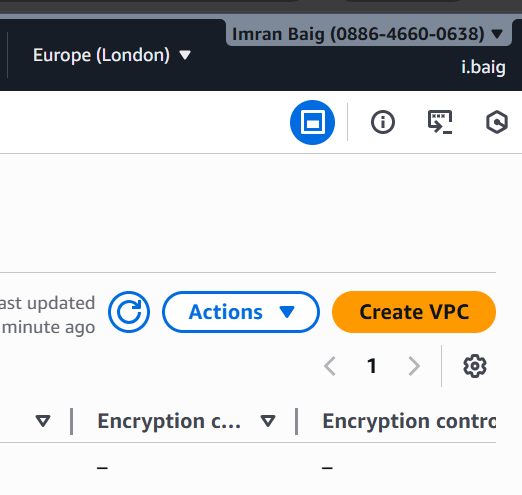 Imran Baig (0886-4660-0638)
Europe (London)
i.baig
ast updated
minute ago
Actions
Create VPC
1
Encryption c...
Encryption contro
–
–